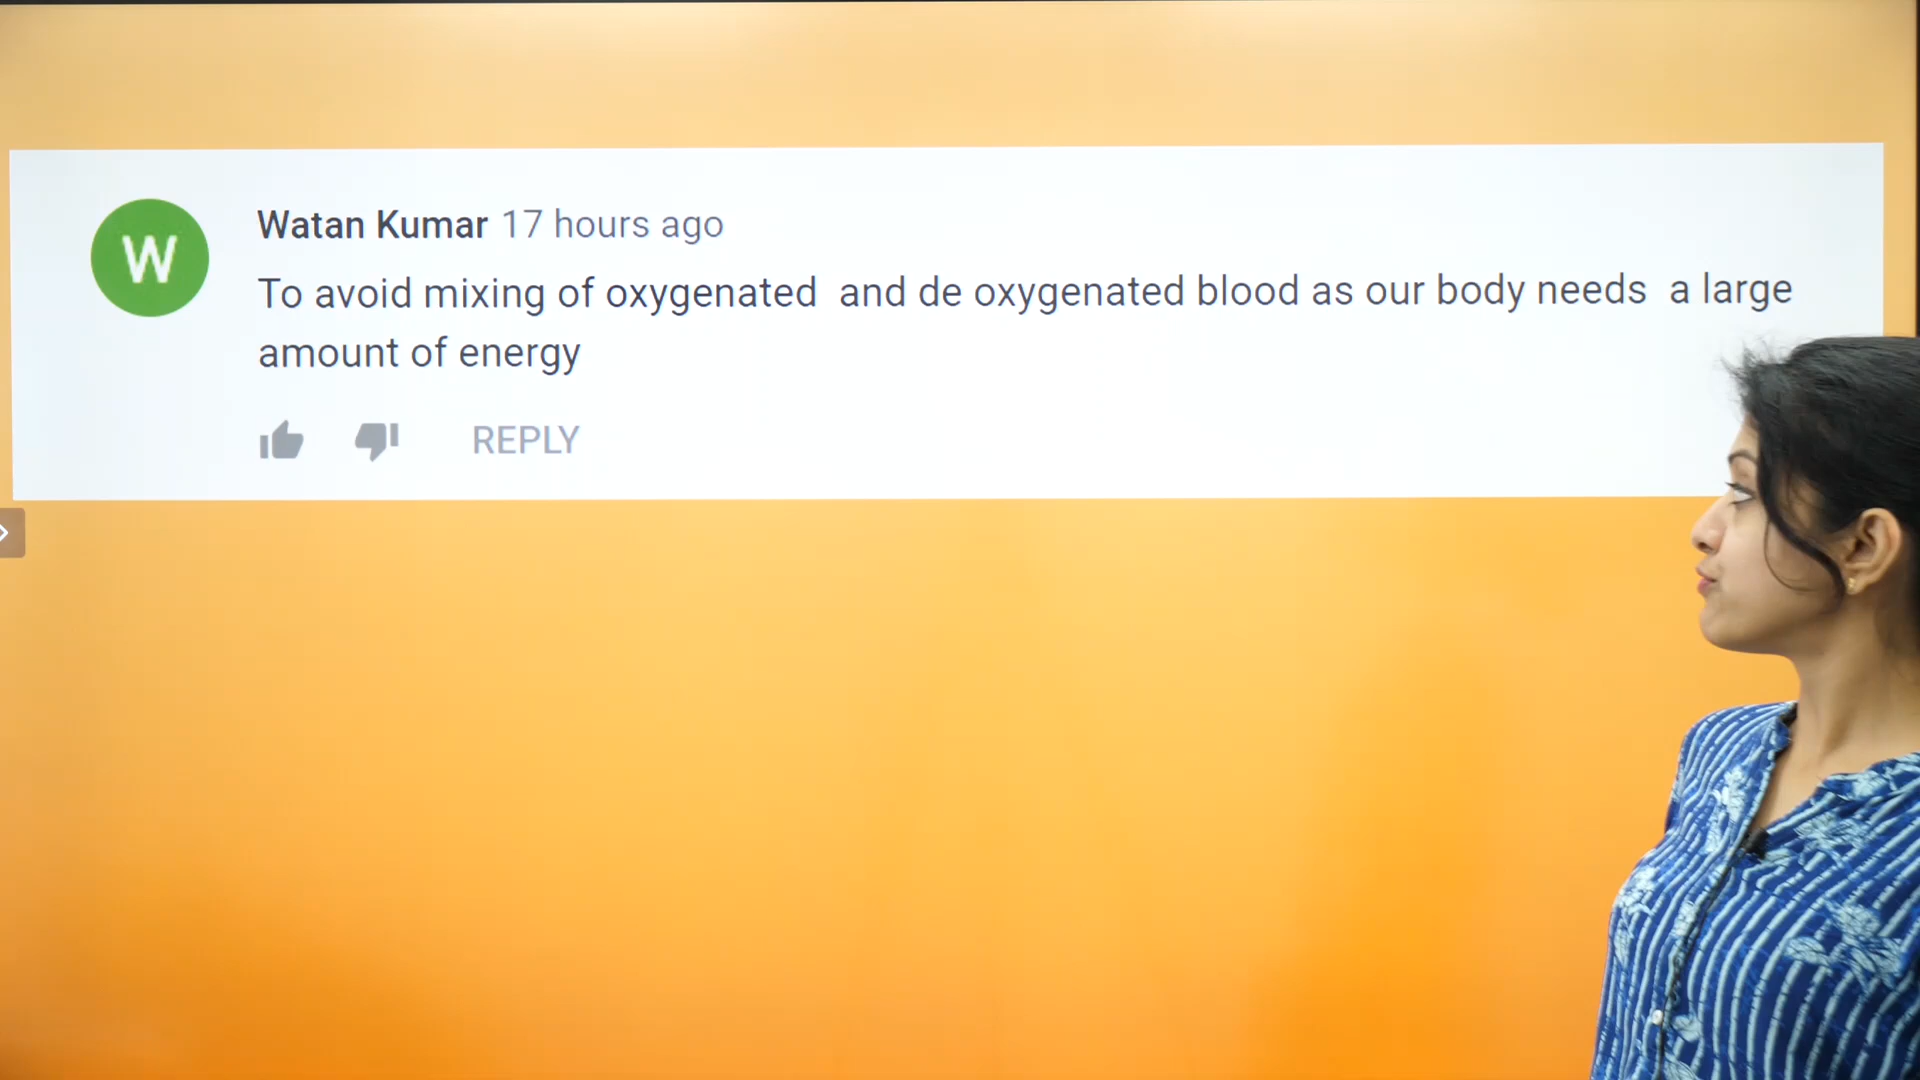 W
Watan Kumar 17 hours ago
To avoid mixing of oxygenated and de oxygenated blood as our body needs a large
amount of energy
REPLY